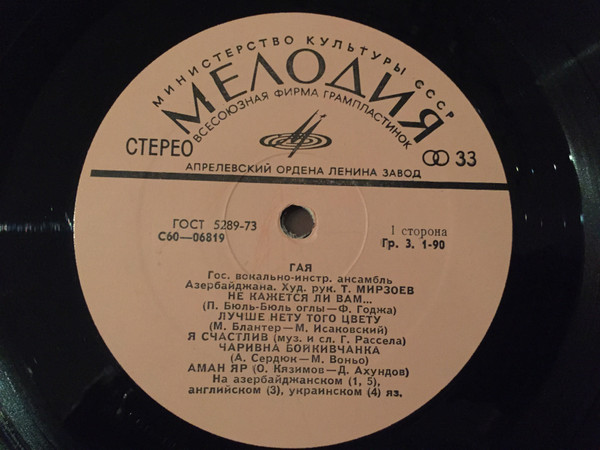 МИНИСТЕРСТВО КУЛЬТУРЫ СССР
МЕЛОДИЯ
ВСЕСОЮЗНАЯ ФИРМА ГРАМПЛАСТИНОК
СТЕРЕО
33
АПРЕЛЕВСКИЙ ОРДЕНА ЛЕНИНА ЗАВОД
ГОСТ 5289-73
С60—06819
1 сторона
Гр. 3. 1-90
ГАЯ
Гос. вокально-инстр. ансамбль
Азербайджана. Худ. рук. Т. МИРЗОЕВ
НЕ КАЖЕТСЯ ЛИ ВАМ...
(П. Бюль-Бюль оглы—Ф. Годжа)
ЛУЧШЕ НЕТУ ТОГО ЦВЕТУ
(М. Блантер—М. Исаковский)
Я СЧАСТЛИВ (муз. и сл. Г. Рассела)
ЧАРИВНА БОЙКИВЧАНКА
(А. Сердюк—М. Воньо)
АМАН ЯР (О. Кязимов—Д. Ахундов)
На азербайджанском (1, 5),
английском (3), украинском (4) яз.